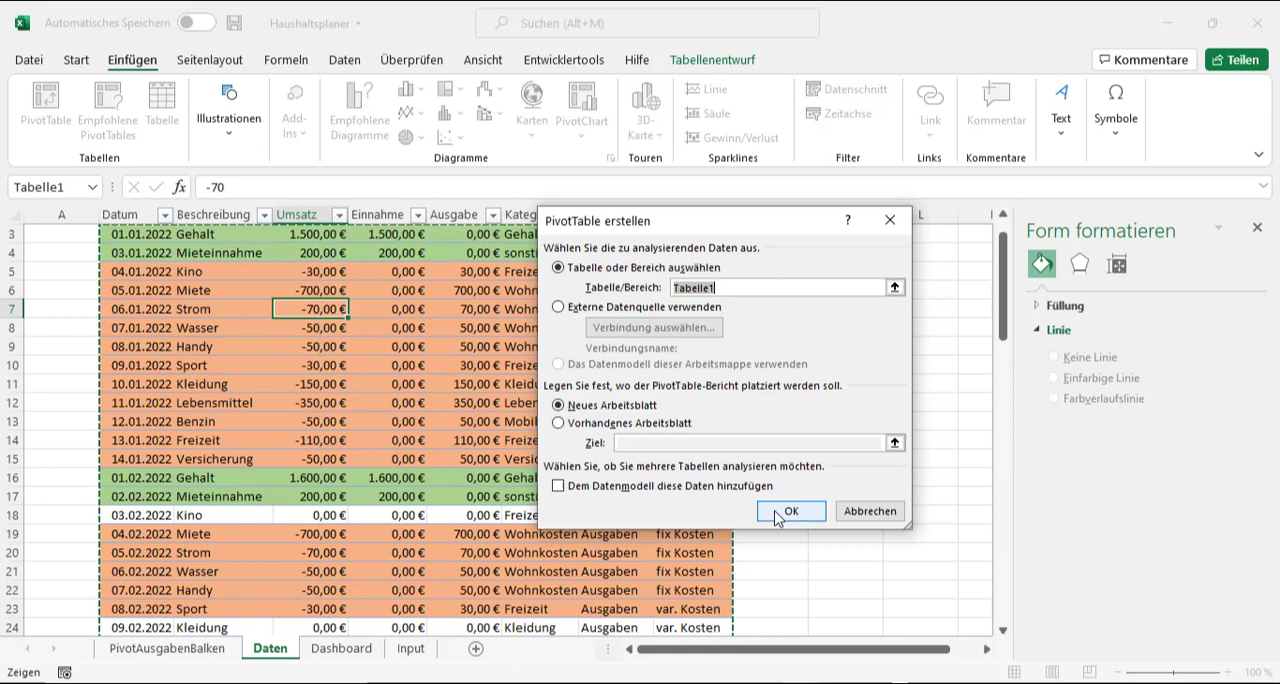 Automatisches Speichern Haushaltsplaner Suchen (Alt+M)
Datei Start Einfügen Seitenlayout Formeln Daten Überprüfen Ansicht Entwicklertools Hilfe Tabellenentwurf Kommentare Teilen
PivotTable Empfohlene PivotTables Tabelle Illustrationen Add-Ins Empfohlene Diagramme Karten PivotChart 3D-Karte Linie Säule Gewinn/Verlust Datenschnitt Zeitachse Link Kommentar Text Symbole
Tabellen Diagramme Touren Sparklines Filter Links Kommentare
Tabelle1 fx -70
A Datum Beschreibung Umsatz Einnahme Ausgabe Kateg L
3 01.01.2022 Gehalt 1.500,00 € 1.500,00 € 0,00 € Gehal
4 03.01.2022 Mieteinnahme 200,00 € 200,00 € 0,00 € sonsti
5 04.01.2022 Kino -30,00 € 0,00 € 30,00 € Freize
6 05.01.2022 Miete -700,00 € 0,00 € 700,00 € Wohn
7 06.01.2022 Strom -70,00 € 0,00 € 70,00 € Wohn
8 07.01.2022 Wasser -50,00 € 0,00 € 50,00 € Wohn
9 08.01.2022 Handy -50,00 € 0,00 € 50,00 € Wohn
10 09.01.2022 Sport -30,00 € 0,00 € 30,00 € Freize
11 10.01.2022 Kleidung -150,00 € 0,00 € 150,00 € Kleidu
12 11.01.2022 Lebensmittel -350,00 € 0,00 € 350,00 € Leben
13 12.01.2022 Benzin -50,00 € 0,00 € 50,00 € Mobil
14 13.01.2022 Freizeit -110,00 € 0,00 € 110,00 € Freize
15 14.01.2022 Versicherung -50,00 € 0,00 € 50,00 € Versi
16 01.02.2022 Gehalt 1.600,00 € 1.600,00 € 0,00 € Gehal
17 02.02.2022 Mieteinnahme 200,00 € 200,00 € 0,00 € sonsti
18 03.02.2022 Kino 0,00 € 0,00 € 0,00 € Freize
19 04.02.2022 Miete -700,00 € 0,00 € 700,00 € Wohnkosten Ausgaben fix Kosten
20 05.02.2022 Strom -70,00 € 0,00 € 70,00 € Wohnkosten Ausgaben fix Kosten
21 06.02.2022 Wasser -50,00 € 0,00 € 50,00 € Wohnkosten Ausgaben fix Kosten
22 07.02.2022 Handy -50,00 € 0,00 € 50,00 € Wohnkosten Ausgaben fix Kosten
23 08.02.2022 Sport -30,00 € 0,00 € 30,00 € Freizeit Ausgaben var. Kosten
24 09.02.2022 Kleidung 0,00 € 0,00 € 0,00 € Kleidung Ausgaben var. Kosten
PivotTable erstellen ?
Wählen Sie die zu analysierenden Daten aus.
Tabelle oder Bereich auswählen
Tabelle/Bereich: Tabelle1
Externe Datenquelle verwenden
Verbindung auswählen...
Verbindungsname:
Das Datenmodell dieser Arbeitsmappe verwenden
Legen Sie fest, wo der PivotTable-Bericht platziert werden soll.
Neues Arbeitsblatt
Vorhandenes Arbeitsblatt
Ziel:
Wählen Sie, ob Sie mehrere Tabellen analysieren möchten.
Dem Datenmodell diese Daten hinzufügen
OK Abbrechen
Form formatieren
Füllung
Linie
Keine Linie
Einfarbige Linie
Farbverlaufslinie
PivotAusgabenBalken Daten Dashboard Input
Zeigen 100 %